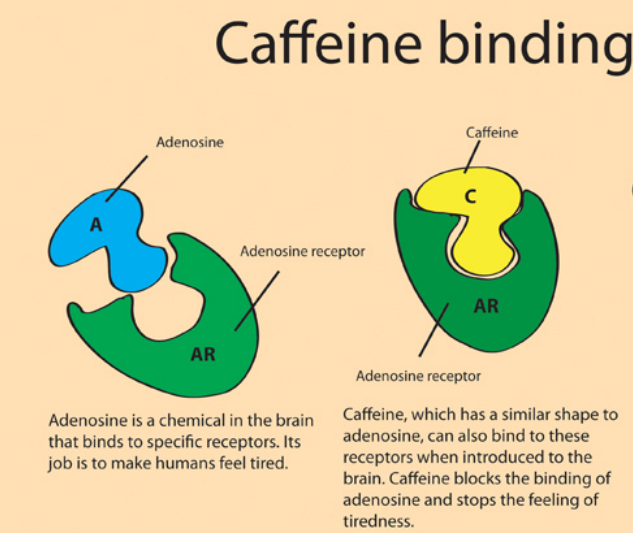 Caffeine binding
Adenosine
A
Adenosine receptor
AR
Adenosine is a chemical in the brain
that binds to specific receptors. Its
job is to make humans feel tired.
Caffeine
C
AR
Adenosine receptor
Caffeine, which has a similar shape to
adenosine, can also bind to these
receptors when introduced to the
brain. Caffeine blocks the binding of
adenosine and stops the feeling of
tiredness.